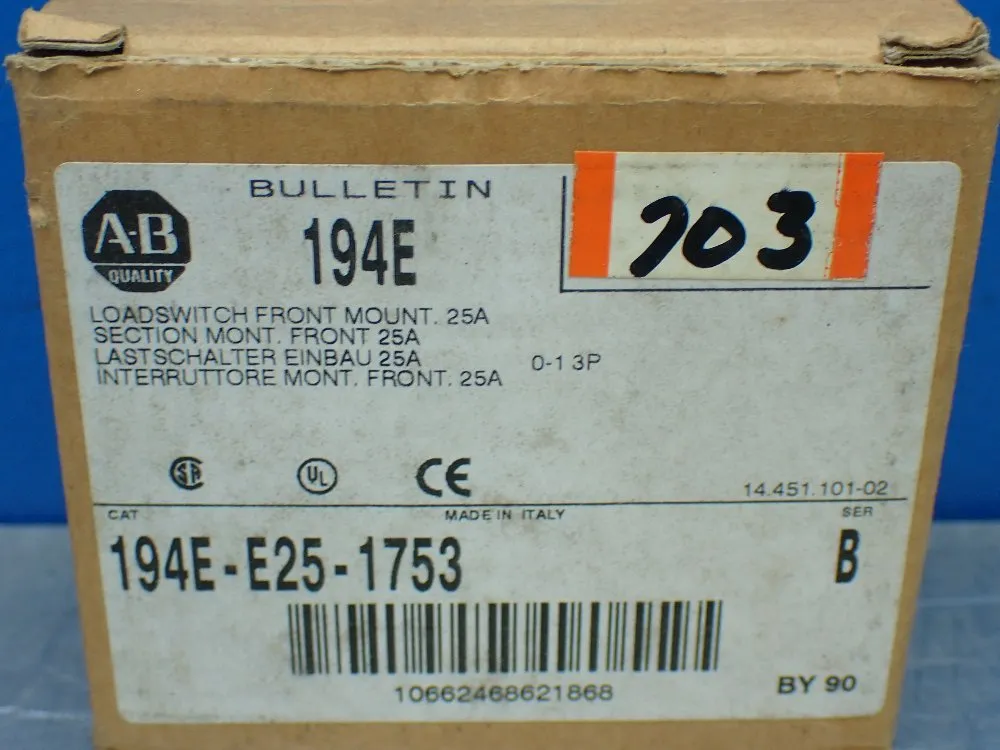 BULLETIN
A-B
QUALITY
194E
703
LOADSWITCH FRONT MOUNT. 25A
SECTION MONT. FRONT 25A
LASTSCHALTER EINBAU 25A 0-1 3P
INTERRUTTORE MONT. FRONT. 25A
SA
UL
CE
14.451.101-02
CAT MADE IN ITALY SER
194E-E25-1753 B
10662468621868
BY 90